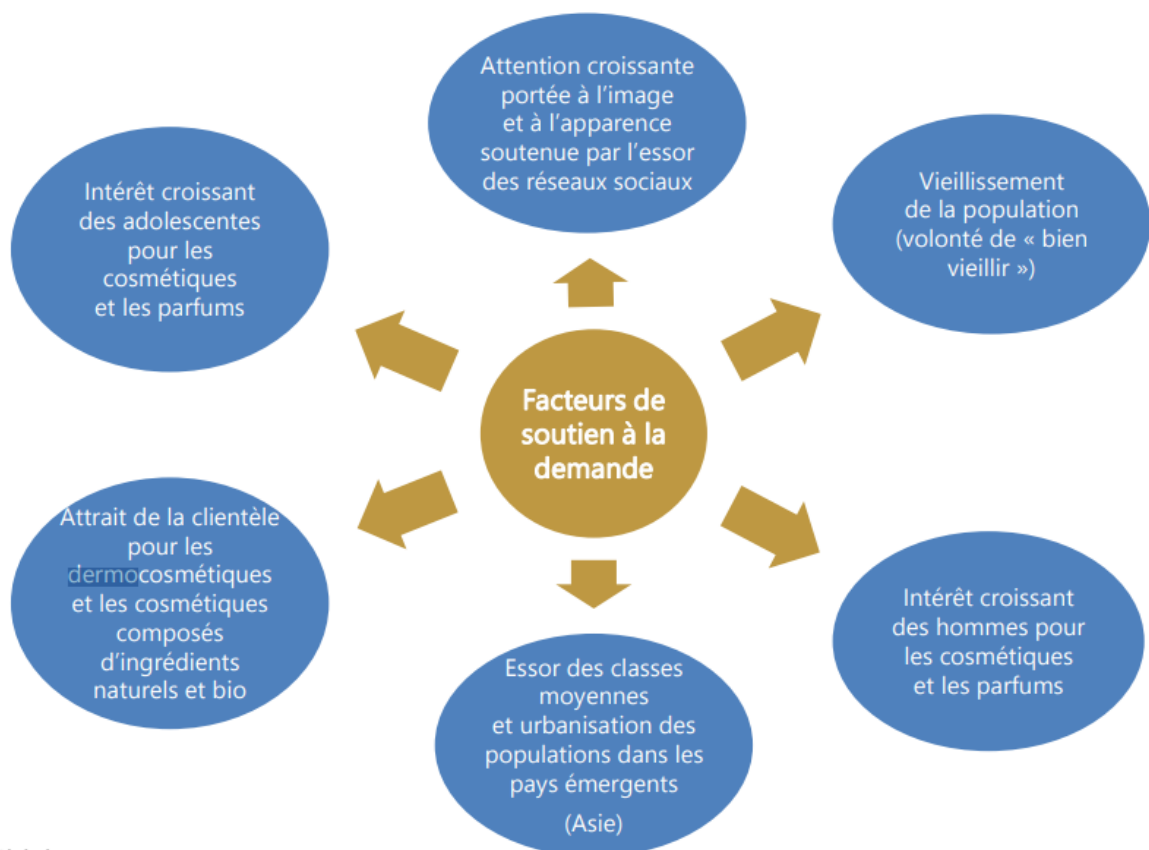 Attention croissante
portée à l'image
et à l'apparence
soutenue par l'essor
des réseaux sociaux
Intérêt croissant
des adolescentes
pour les
cosmétiques
et les parfums
Vieillissement
de la population
(volonté de « bien
vieillir »)
Facteurs de
soutien à la
demande
Attrait de la clientèle
pour les
dermocosmétiques
et les cosmétiques
composés
d'ingrédients
naturels et bio
Intérêt croissant
des hommes pour
les cosmétiques
et les parfums
Essor des classes
moyennes
et urbanisation des
populations dans les
pays émergents
(Asie)